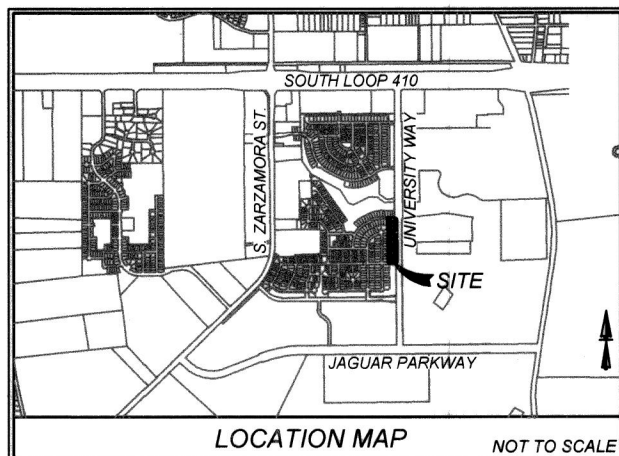 SOUTH LOOP 410
S. ZARZAMORA ST.
UNIVERSITY WAY
SITE
JAGUAR PARKWAY
LOCATION MAP
NOT TO SCALE